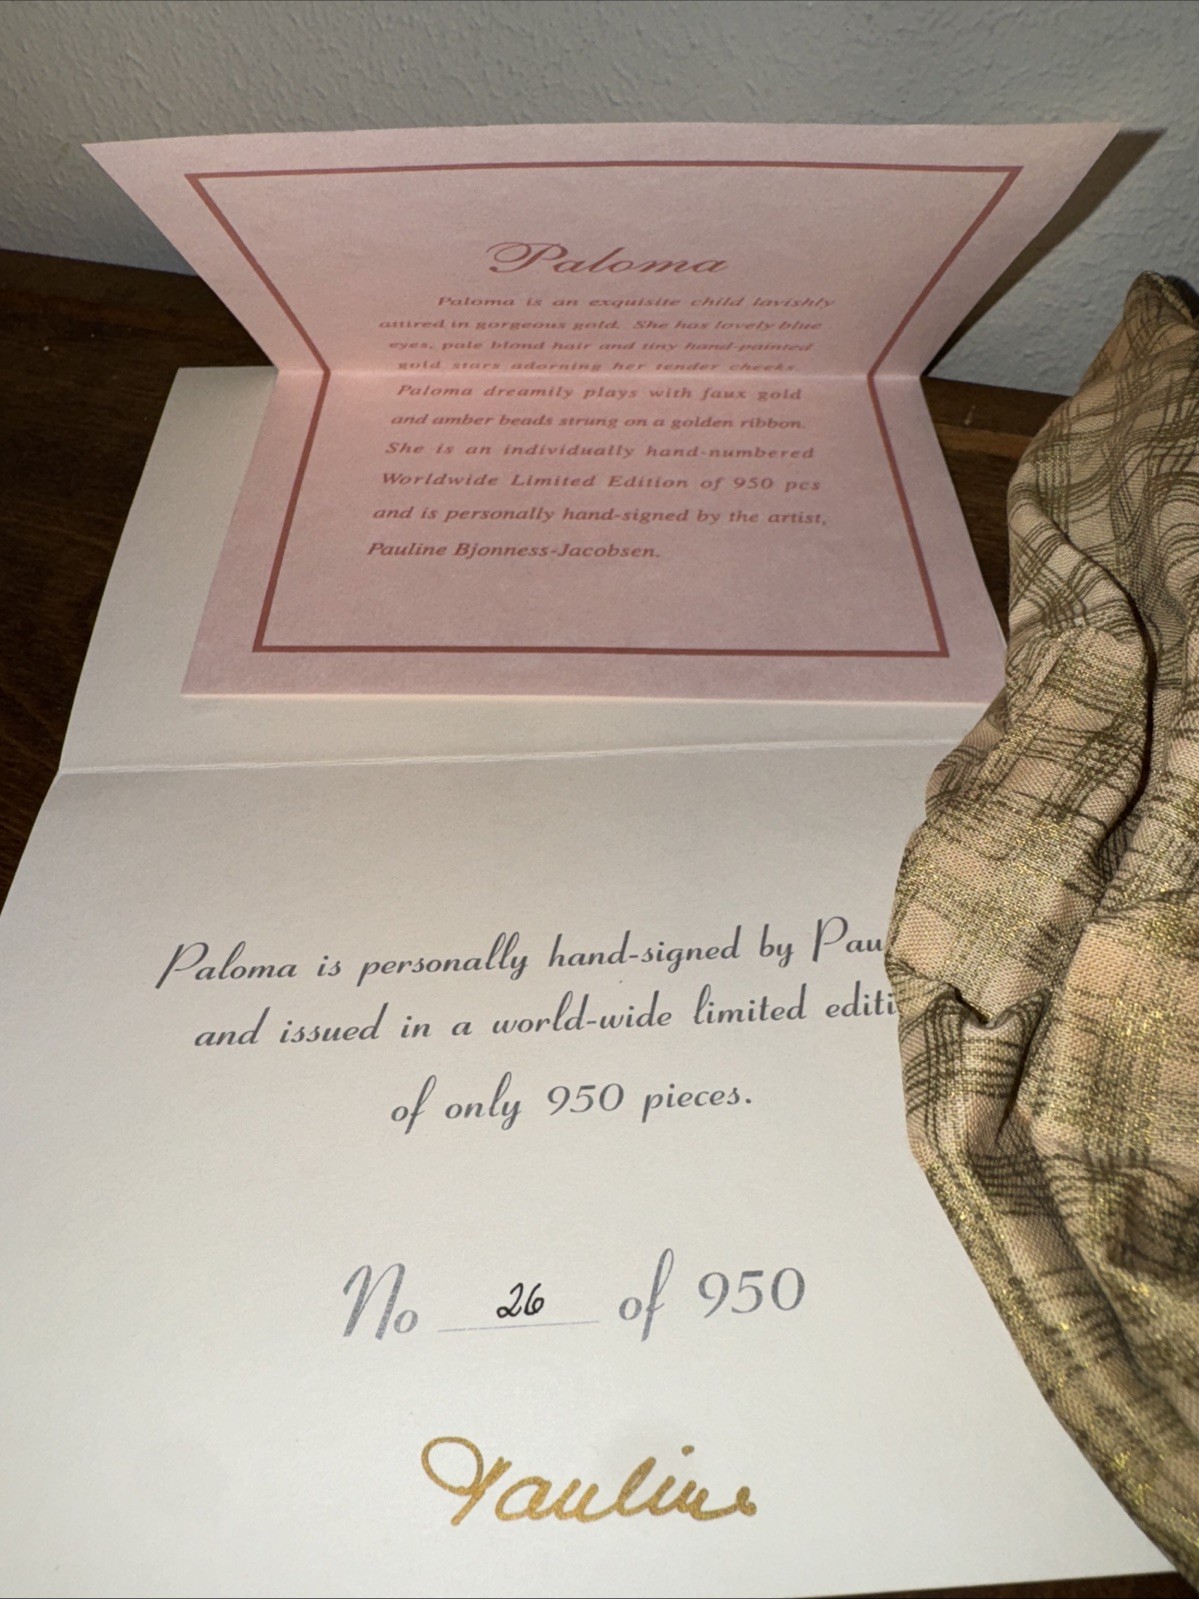 Paloma
Paloma is an exquisite child lavishly
attired in gorgeous gold. She has lovely blue
eyes, pale blond hair and tiny hand-painted
gold stars adorning her tender cheeks.
Paloma dreamily plays with faux gold
and amber beads strung on a golden ribbon.
She is an individually hand-numbered
Worldwide Limited Edition of 950 pcs
and is personally hand-signed by the artist,
Pauline Bjonness-Jacobsen.
Paloma is personally hand-signed by Pau
and issued in a world-wide limited editi
of only 950 pieces.
No 26 of 950
Pauline